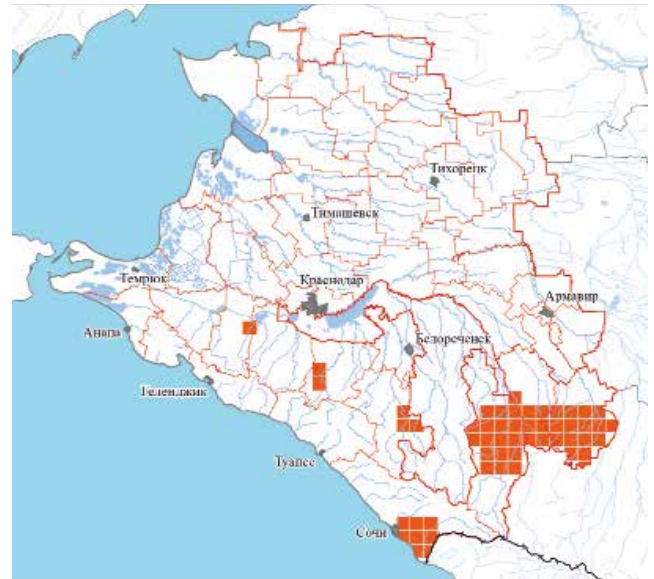 Тихорецк
Тимашевск
Темрюк
Краснодар
Армавир
Анапа
Белореченск
Геленджик
Туапсе
Сочи